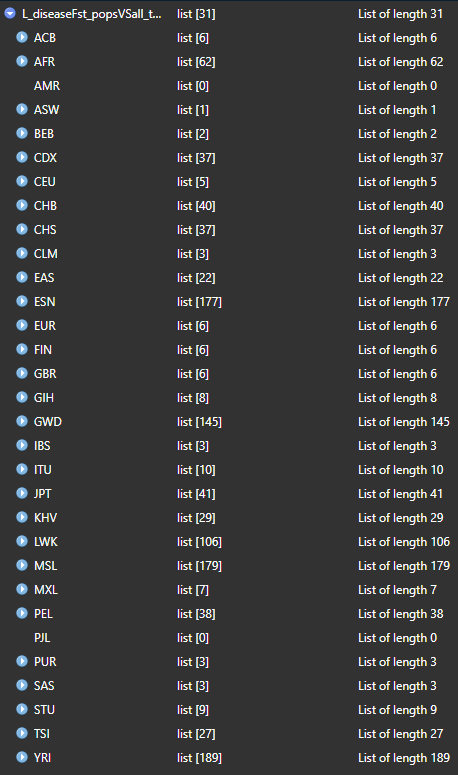 L_diseaseFst_popsVSall_t... list [31] List of length 31
ACB list [6] List of length 6
AFR list [62] List of length 62
AMR list [0] List of length 0
ASW list [1] List of length 1
BEB list [2] List of length 2
CDX list [37] List of length 37
CEU list [5] List of length 5
CHB list [40] List of length 40
CHS list [37] List of length 37
CLM list [3] List of length 3
EAS list [22] List of length 22
ESN list [177] List of length 177
EUR list [6] List of length 6
FIN list [6] List of length 6
GBR list [6] List of length 6
GIH list [8] List of length 8
GWD list [145] List of length 145
IBS list [3] List of length 3
ITU list [10] List of length 10
JPT list [41] List of length 41
KHV list [29] List of length 29
LWK list [106] List of length 106
MSL list [179] List of length 179
MXL list [7] List of length 7
PEL list [38] List of length 38
PJL list [0] List of length 0
PUR list [3] List of length 3
SAS list [3] List of length 3
STU list [9] List of length 9
TSI list [27] List of length 27
YRI list [189] List of length 189